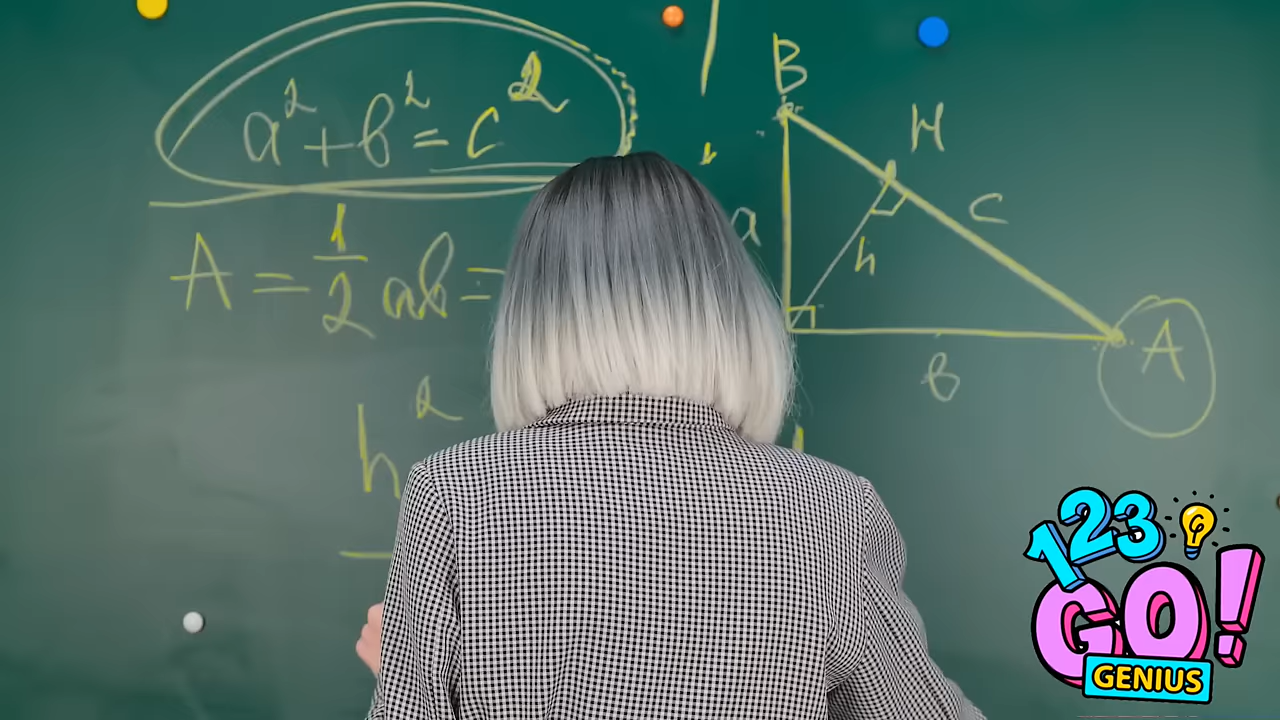 a² + b² = c²
A = 1/2 ab =
h²
B
H
a
h
c
b
A
123
GO!
GENIUS